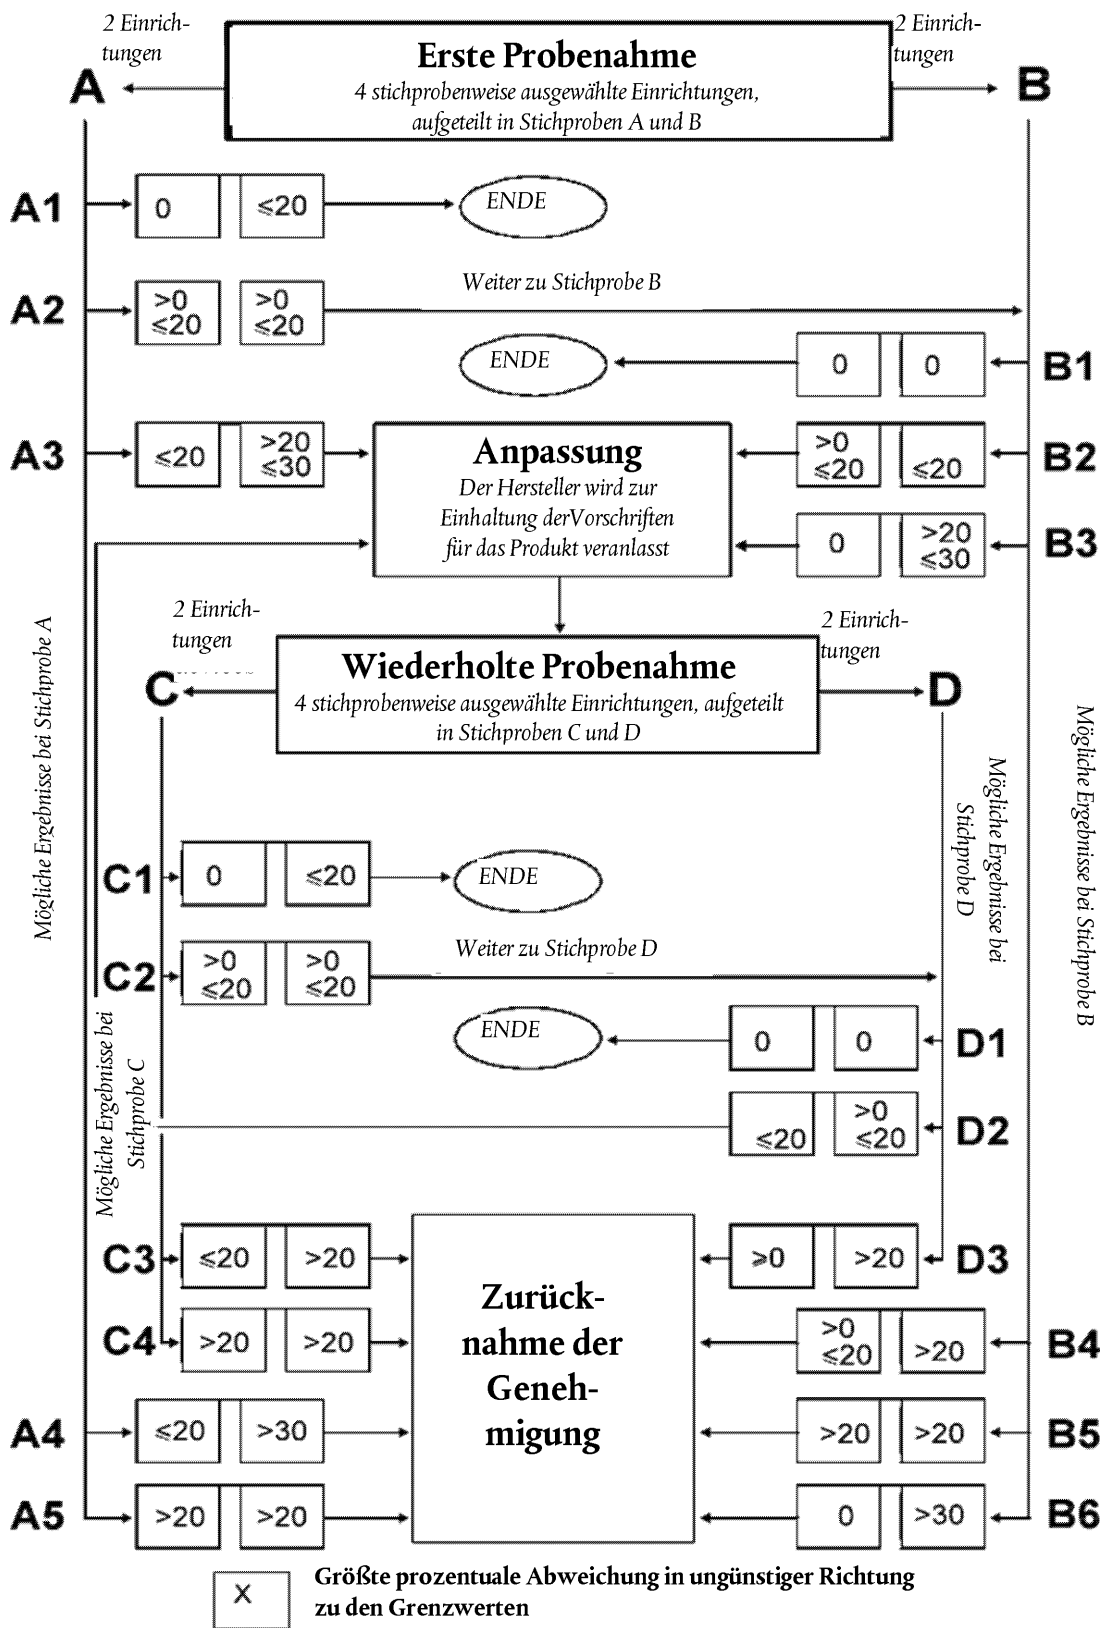 2 Einrich-
tungen
Erste Probenahme
4 stichprobenweise ausgewählte Einrichtungen,
aufgeteilt in Stichproben A und B
2 Einrich-
tungen
A
B
A1
0
≤20
ENDE
A2
>0
≤20
>0
≤20
Weiter zu Stichprobe B
ENDE
0
0
B1
A3
≤20
>20
≤30
Anpassung
Der Hersteller wird zur
Einhaltung derVorschriften
für das Produkt veranlasst
>0
≤20
≤20
B2
0
>20
≤30
B3
2 Einrich-
tungen
Wiederholte Probenahme
4 stichprobenweise ausgewählte Einrichtungen, aufgeteilt
in Stichproben C und D
2 Einrich-
tungen
C
D
Mögliche Ergebnisse bei Stichprobe A
Mögliche Ergebnisse bei
Stichprobe D
Mögliche Ergebnisse bei Stichprobe B
C1
0
≤20
ENDE
C2
>0
≤20
>0
≤20
Weiter zu Stichprobe D
ENDE
0
0
D1
Mögliche Ergebnisse bei
Stichprobe C
≤20
>0
≤20
D2
C3
≤20
>20
Zurück-
nahme der
Geneh-
migung
≥0
>20
D3
C4
>20
>20
>0
≤20
>20
B4
A4
≤20
>30
>20
>20
B5
A5
>20
>20
0
>30
B6
X
Größte prozentuale Abweichung in ungünstiger Richtung
zu den Grenzwerten